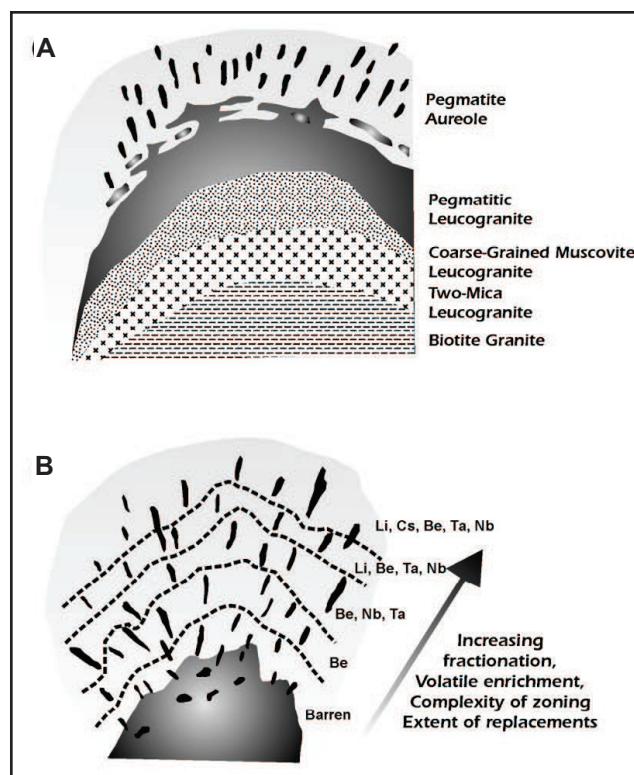 A
Pegmatite
Aureole
Pegmatitic
Leucogranite
Coarse-Grained Muscovite
Leucogranite
Two-Mica
Leucogranite
Biotite Granite
B
Li, Cs, Be, Ta, Nb
Li, Be, Ta, Nb
Be, Nb, Ta
Be
Barren
Increasing
fractionation,
Volatile enrichment,
Complexity of zoning
Extent of replacements